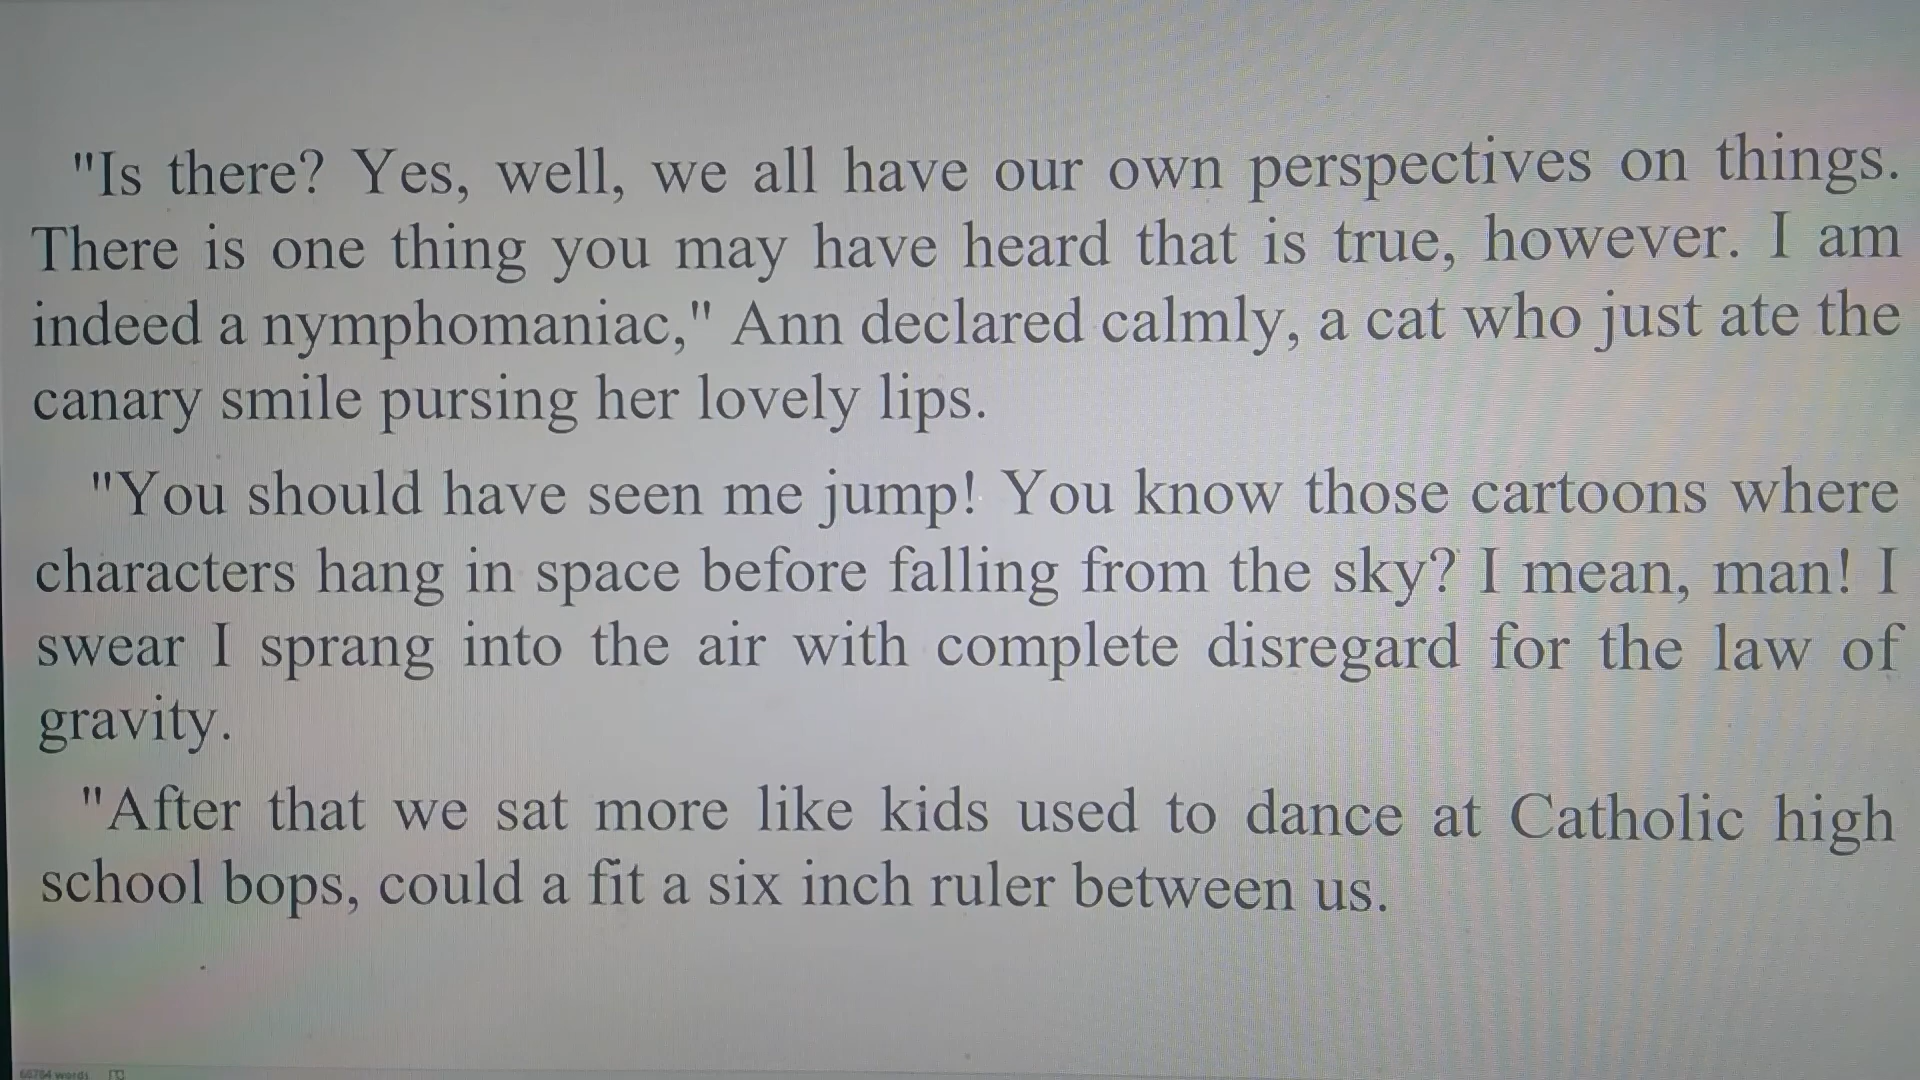 "Is there? Yes, well, we all have our own perspectives on things.
There is one thing you may have heard that is true, however. I am
indeed a nymphomaniac," Ann declared calmly, a cat who just ate the
canary smile pursing her lovely lips.
"You should have seen me jump! You know those cartoons where
characters hang in space before falling from the sky? I mean, man! I
swear I sprang into the air with complete disregard for the law of
gravity.
"After that we sat more like kids used to dance at Catholic high
school bops, could a fit a six inch ruler between us.
words